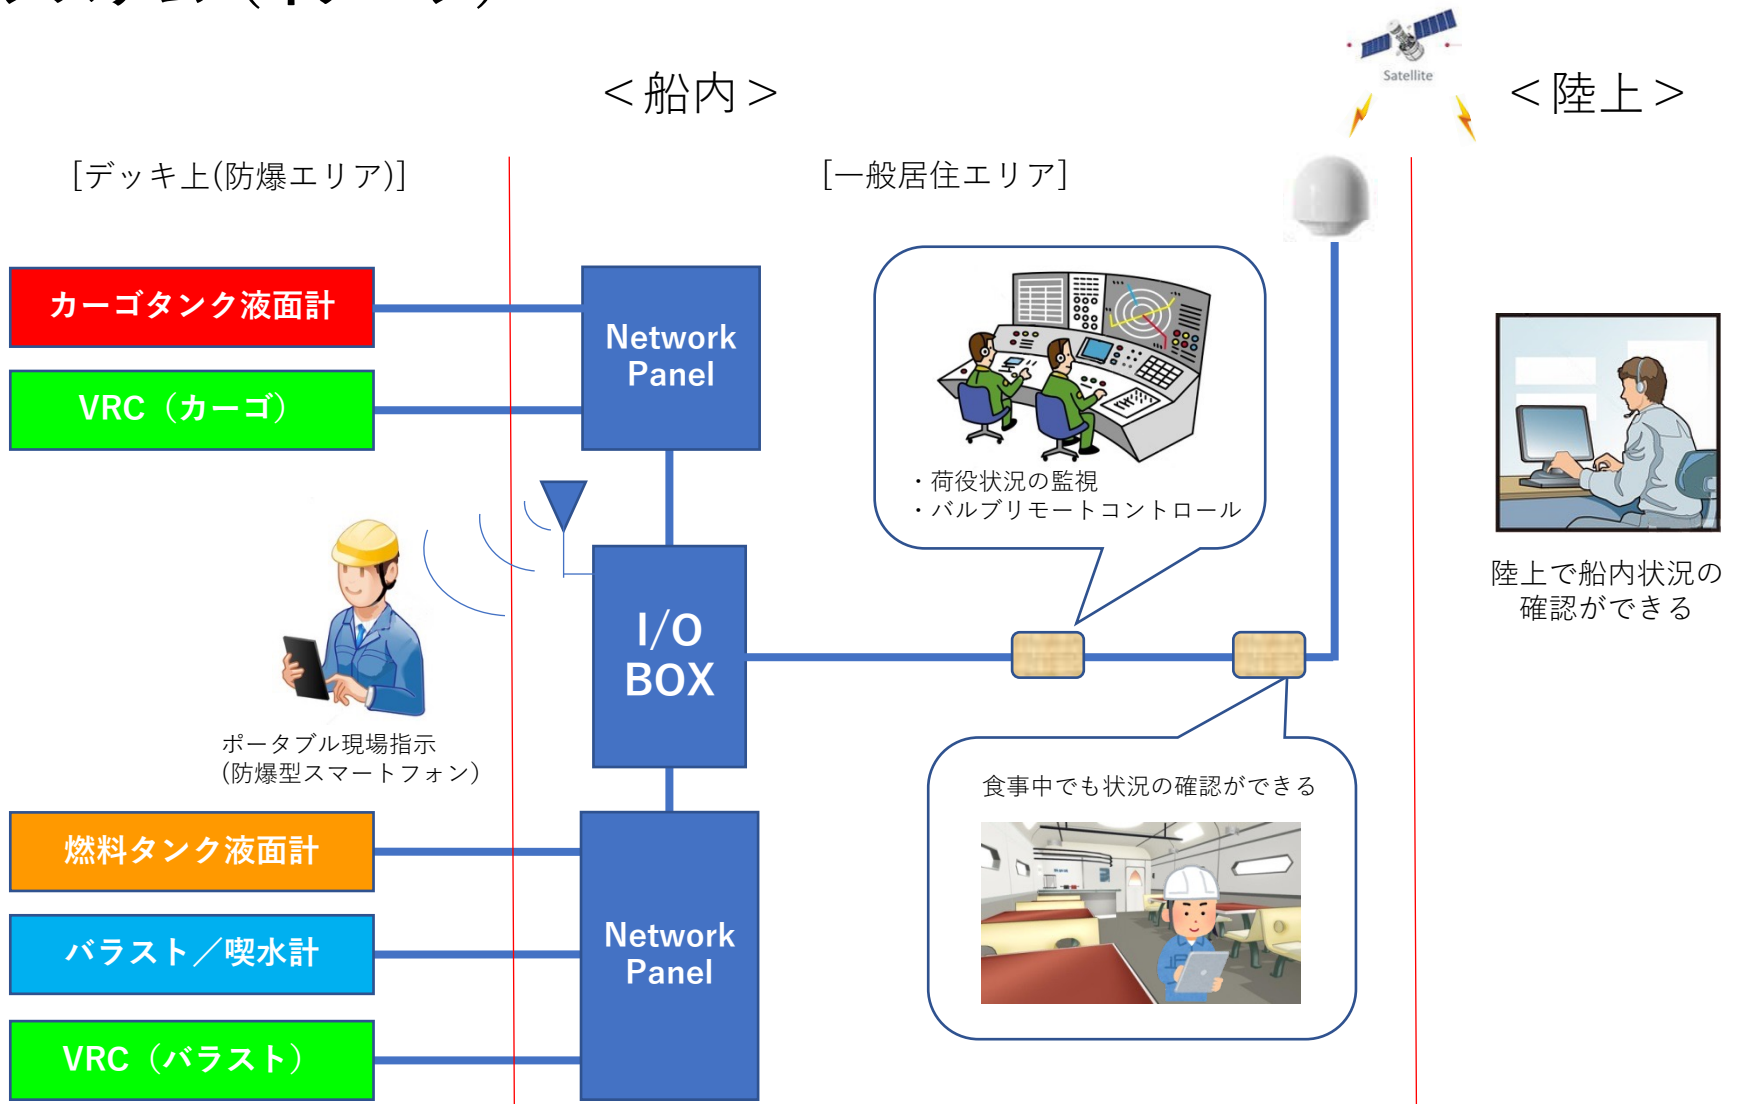 Satellite
＜船内＞
＜陸上＞
[デッキ上(防爆エリア)]
[一般居住エリア]
カーゴタンク液面計
VRC（カーゴ）
Network
Panel
・荷役状況の監視
・バルブリモートコントロール
陸上で船内状況の
確認ができる
I/O
BOX
ポータブル現場指示
(防爆型スマートフォン)
食事中でも状況の確認ができる
燃料タンク液面計
バラスト／喫水計
VRC（バラスト）
Network
Panel